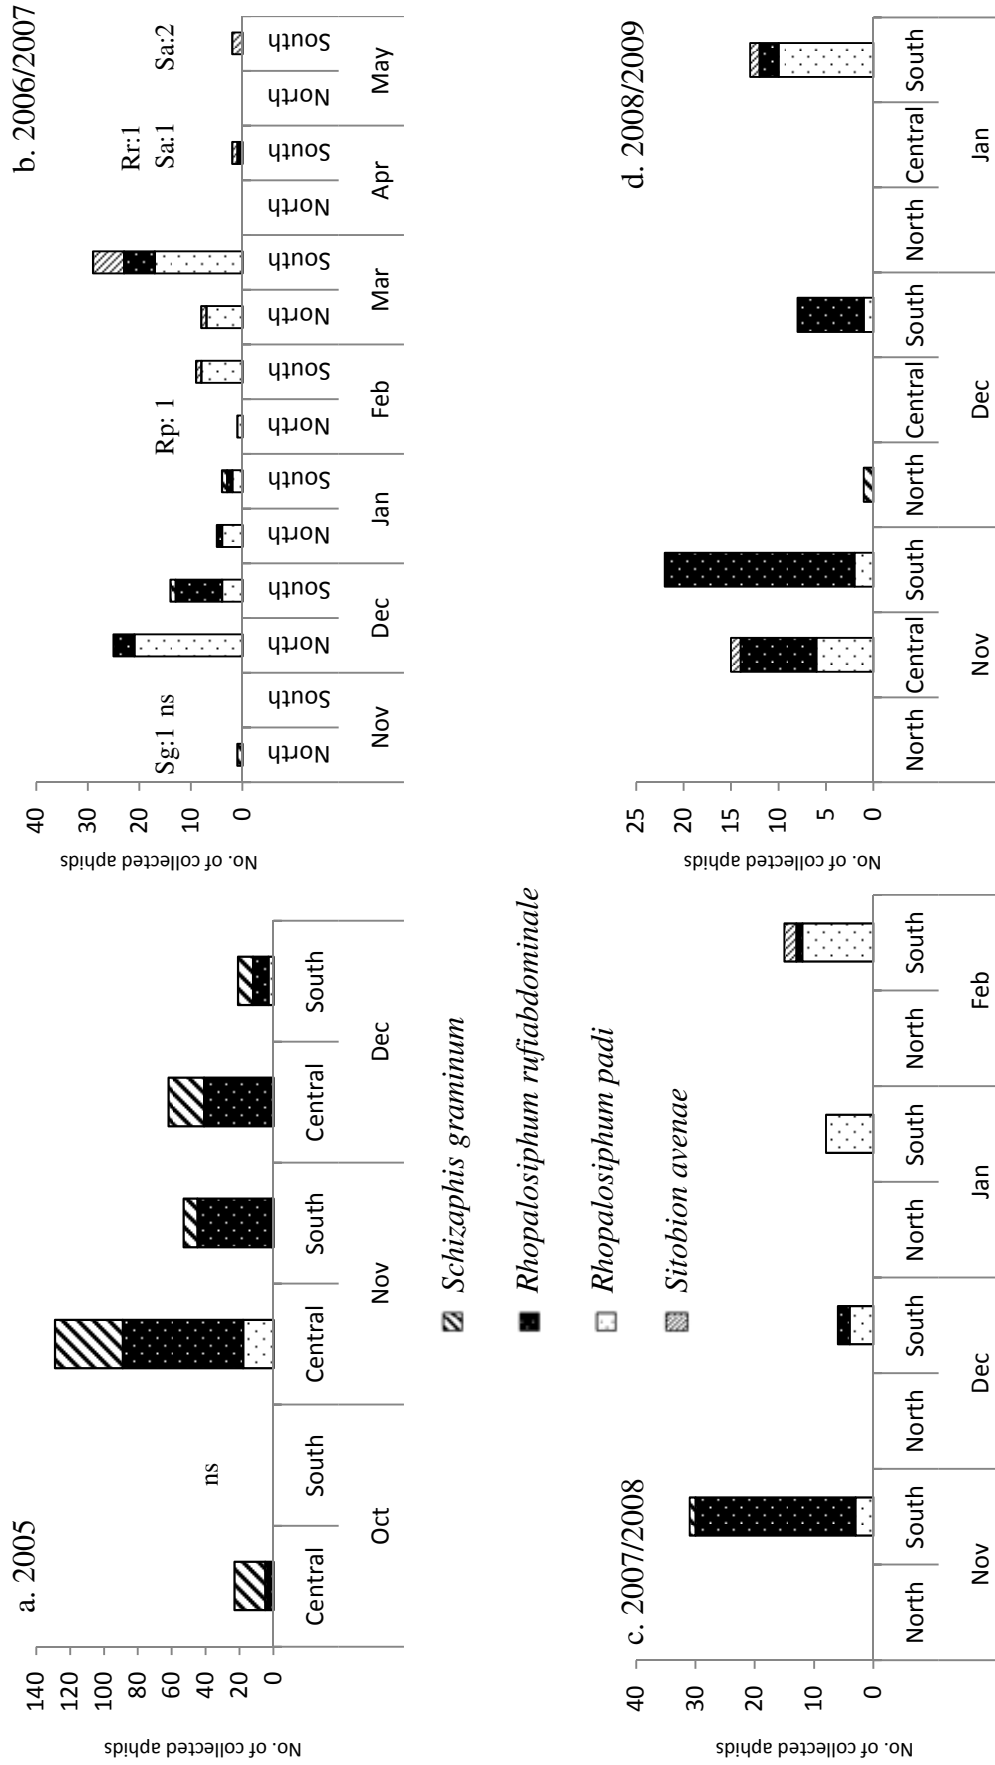 a. 2005
No. of collected aphids
140
120
100
80
60
40
20
0
ns
Central South Central South Central South
Oct Nov Dec
b. 2006/2007
No. of collected aphids
40
30
20
10
0
Sg:1 ns
Rp: 1
Rr:1
Sa:1
Sa:2
North South North South North South North South North South North South North South
Nov Dec Jan Feb Mar Apr May
Schizaphis graminum
Rhopalosiphum rufiabdominale
Rhopalosiphum padi
Sitobion avenae
c. 2007/2008
No. of collected aphids
40
30
20
10
0
North South North South North South North South
Nov Dec Jan Feb
d. 2008/2009
No. of collected aphids
25
20
15
10
5
0
North Central South North Central South North Central South
Nov Dec Jan